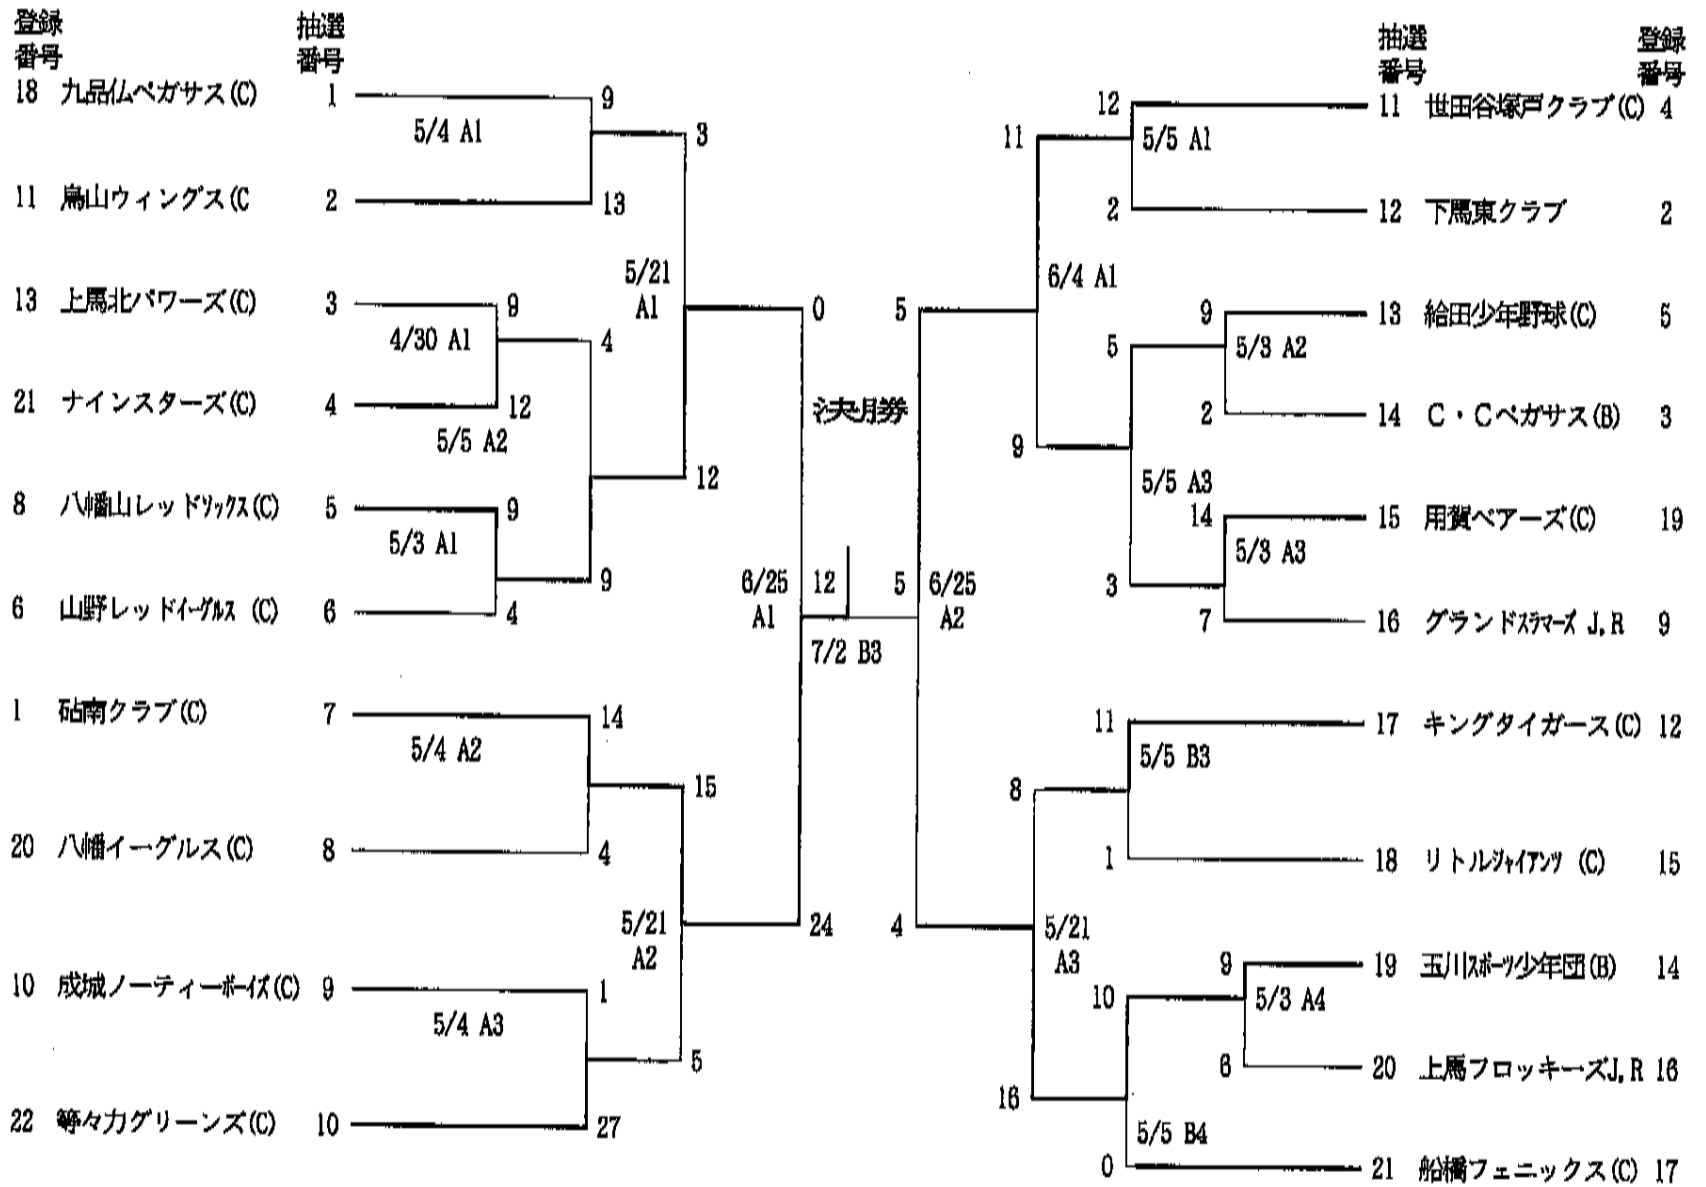 登録
番号
抽選
番号
抽選
番号
登録
番号
18 九品仏ペガサス(C) 1
9
5/4 A1
3
11 烏山ウィングス(C 2
13
5/21
A1
13 上馬北パワーズ(C) 3
9
4/30 A1
4
0
21 ナインスターズ(C) 4
12
5/5 A2
12
8 八幡山レッドソックス(C) 5
9
5/3 A1
9
6 山野レッドイーグルス (C) 6
4
6/25
A1
1 砧南クラブ(C) 7
14
5/4 A2
15
20 八幡イーグルス(C) 8
4
5/21
A2
24
10 成城ノーティーボーイズ(C) 9
1
5/4 A3
5
22 等々力グリーンズ(C) 10
27
決勝
12
5
7/2 B3
12
11 世田谷塚戸クラブ(C) 4
11
5/5 A1
2
12 下馬東クラブ 2
6/4 A1
5
9
13 給田少年野球(C) 5
5
5/3 A2
2
14 C・Cペガサス(B) 3
9
5/5 A3
14
15 用賀ベアーズ(C) 19
5/3 A3
3
7
16 グランドスラマーズ J.R 9
6/25
A2
11
17 キングタイガース(C) 12
5/5 B3
8
1
18 リトルジャイアンツ (C) 15
4
5/21
A3
9
19 玉川スポーツ少年団(B) 14
10
5/3 A4
6
20 上馬フロッキーズJ.R 16
16
5/5 B4
0
21 船橋フェニックス(C) 17